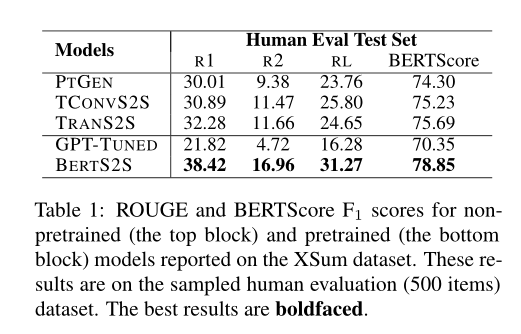 Models Human Eval Test Set
R1 R2 RL BERTScore
PTGEN 30.01 9.38 23.76 74.30
TCONVS2S 30.89 11.47 25.80 75.23
TRANS2S 32.28 11.66 24.65 75.69
GPT-TUNED 21.82 4.72 16.28 70.35
BERTS2S 38.42 16.96 31.27 78.85
Table 1: ROUGE and BERTScore F1 scores for non-
pretrained (the top block) and pretrained (the bottom
block) models reported on the XSum dataset. These re-
sults are on the sampled human evaluation (500 items)
dataset. The best results are boldfaced.